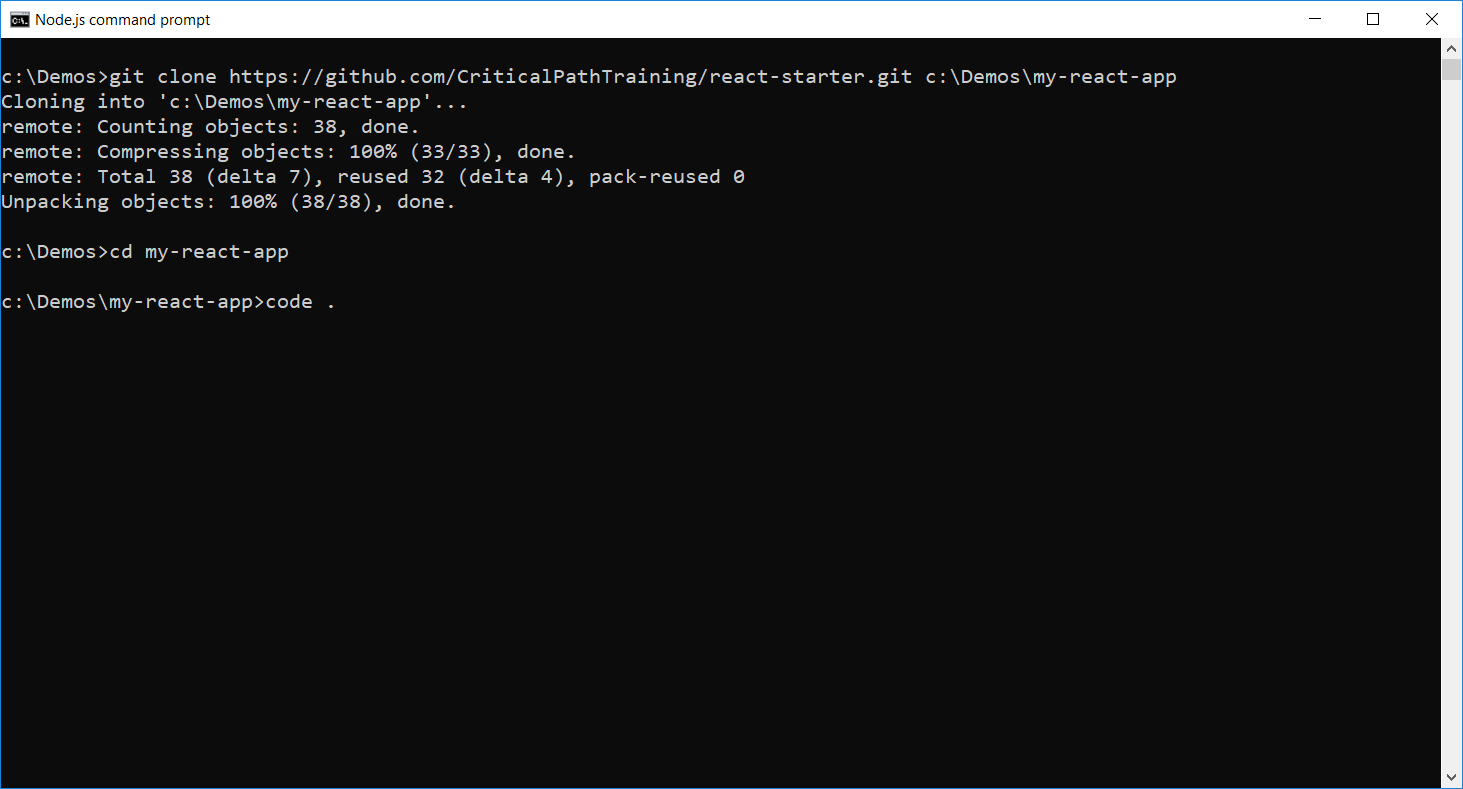 Node.js command prompt
c:\Demos>git clone https://github.com/CriticalPathTraining/react-starter.git c:\Demos\my-react-app
Cloning into 'c:\Demos\my-react-app'...
remote: Counting objects: 38, done.
remote: Compressing objects: 100% (33/33), done.
remote: Total 38 (delta 7), reused 32 (delta 4), pack-reused 0
Unpacking objects: 100% (38/38), done.
c:\Demos>cd my-react-app
c:\Demos\my-react-app>code .